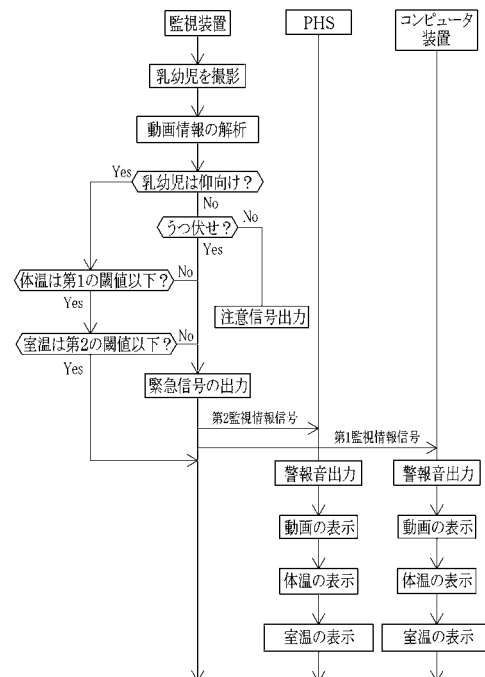 監視装置
PHS
コンピュータ
装置
乳幼児を撮影
動画情報の解析
Yes
乳幼児は仰向け？
No
うつ伏せ？
No
Yes
体温は第1の閾値以下？
No
Yes
注意信号出力
室温は第2の閾値以下？
No
Yes
緊急信号の出力
第2監視情報信号
第1監視情報信号
警報音出力
警報音出力
動画の表示
動画の表示
体温の表示
体温の表示
室温の表示
室温の表示